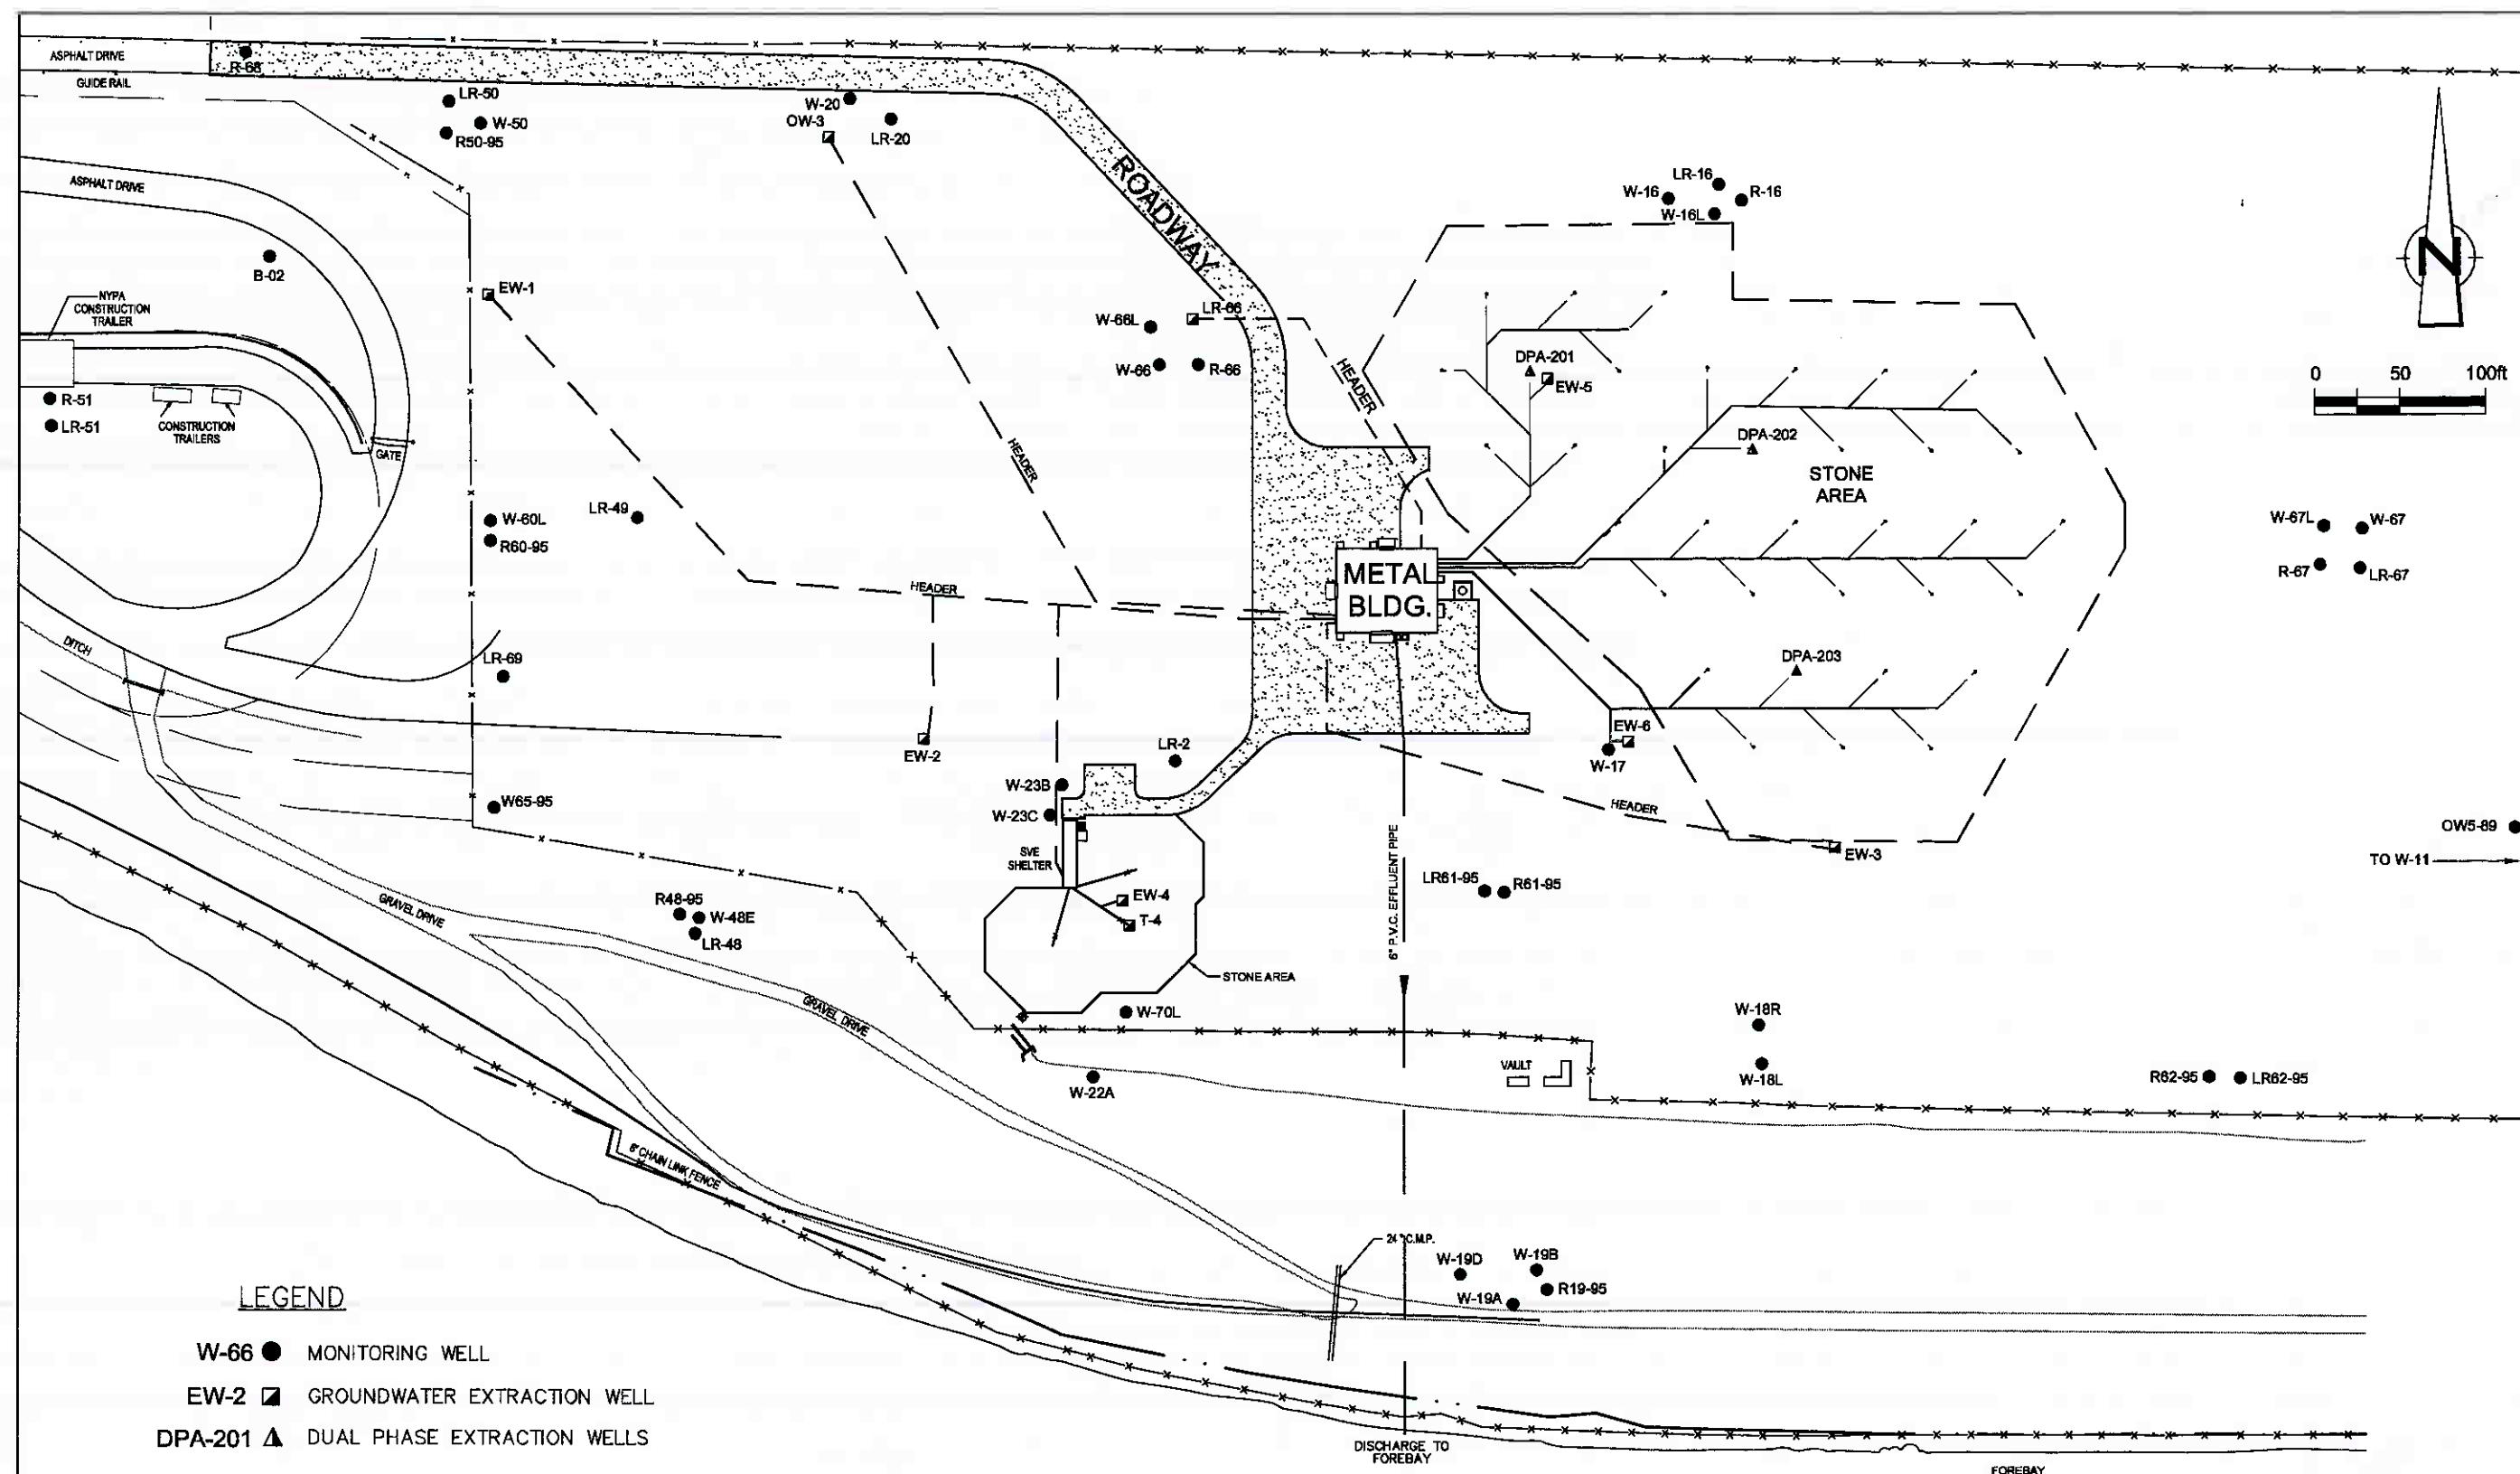 ASPHALT DRIVE
R-68
GUIDE RAIL
LR-50
W-50
R50-95
W-20
OW-3
LR-20
ROADWAY
ASPHALT DRIVE
B-02
NYPA
CONSTRUCTION
TRAILER
R-51
LR-51
CONSTRUCTION
TRAILERS
GATE
EW-1
W-66L
LR-66
W-66
R-66
HEADER
HEADER
LR-16
W-16
R-16
W-16L
N
0 50 100ft
DPA-201
EW-5
DPA-202
STONE
AREA
W-60L
R60-95
LR-49
HEADER
METAL
BLDG.
W-67L
W-67
R-67
LR-67
DITCH
LR-69
EW-2
LR-2
DPA-203
EW-6
W-17
HEADER
EW-3
OW5-89
TO W-11
W65-95
W-23B
W-23C
SVE
SHELTER
EW-4
T-4
STONE AREA
6" P.V.C. EFFLUENT PIPE
LR61-95
R61-95
R48-95
W-48E
LR-48
GRAVEL DRIVE
GRAVEL DRIVE
W-70L
W-22A
VAULT
W-18R
W-18L
R62-95
LR62-95
8' CHAIN LINK FENCE
24" C.M.P.
W-19D
W-19B
R19-95
W-19A
DISCHARGE TO
FOREBAY
FOREBAY
LEGEND
W-66 MONITORING WELL
EW-2 GROUNDWATER EXTRACTION WELL
DPA-201 DUAL PHASE EXTRACTION WELLS